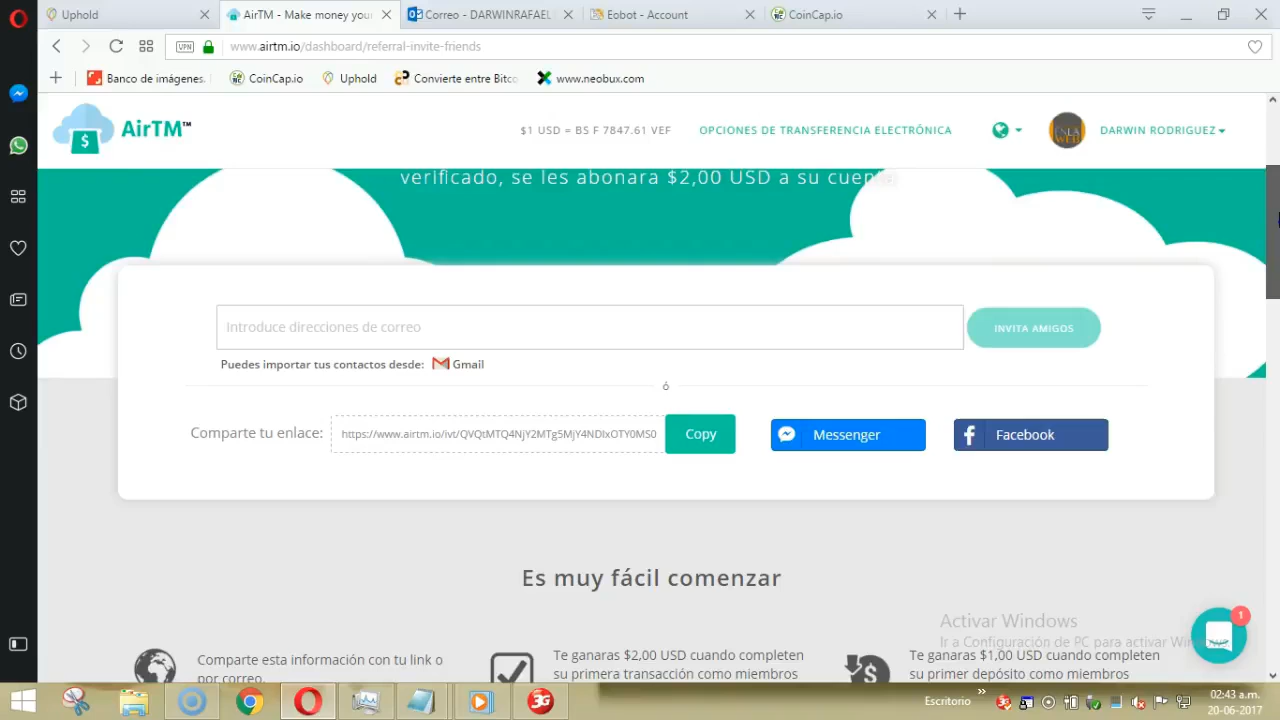 Uphold
AirTM - Make money your
Correo - DARWINRAFAEL
Eobot - Account
CoinCap.io
VPN
www.airtm.io/dashboard/referral-invite-friends
Banco de imágenes.
CoinCap.io
Uphold
Convierte entre Bitco
www.neobux.com
AirTM™
$1 USD = BS F 7847.61 VEF
OPCIONES DE TRANSFERENCIA ELECTRÓNICA
DARWIN RODRIGUEZ
verificado, se les abonara $2,00 USD a su cuenta
Introduce direcciones de correo
INVITA AMIGOS
Puedes importar tus contactos desde: Gmail
ó
Comparte tu enlace:
https://www.airtm.io/ivt/QVQtMTQ4NjY2MTg5MjY4NDIxOTY0MS0
Copy
Messenger
Facebook
Es muy fácil comenzar
Activar Windows
Ir a Configuración de PC para activar Windows.
1
Comparte esta información con tu link o
por correo.
Te ganaras $2,00 USD cuando completen
su primera transacción como miembros
Te ganaras $1,00 USD cuando completen
su primer depósito como miembros
Escritorio
02:43 a.m.
20-06-2017